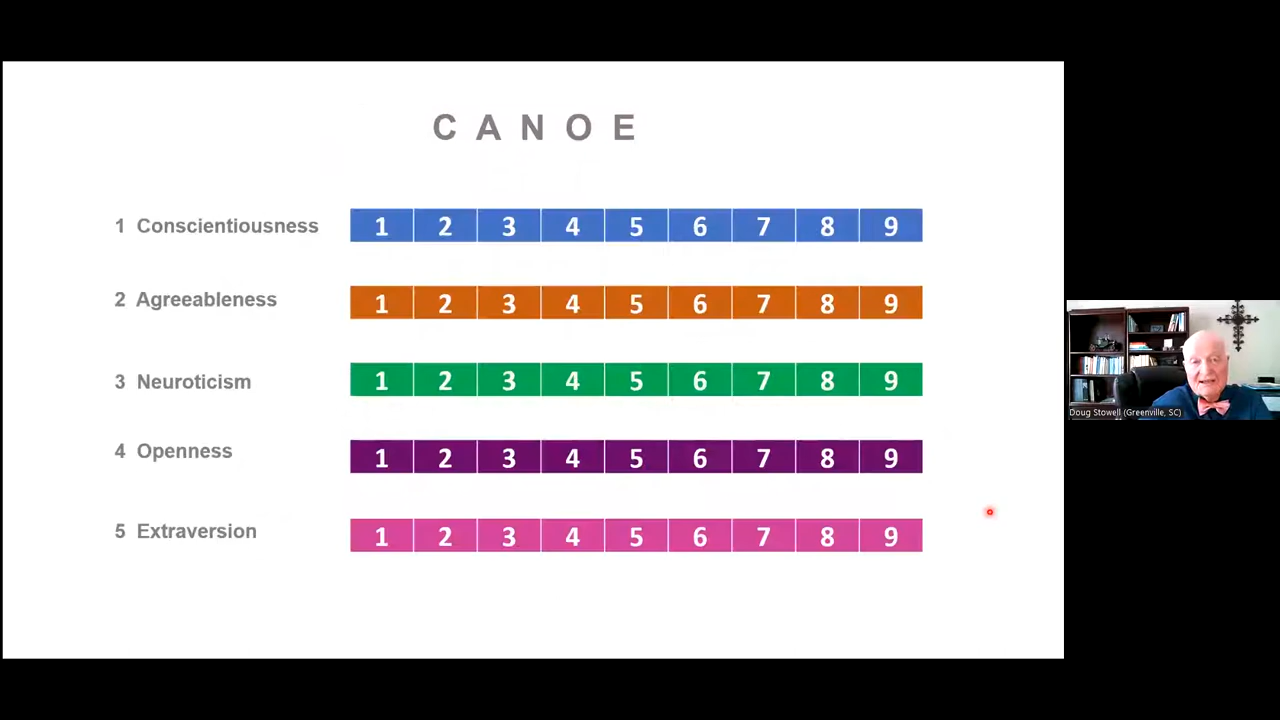 C A N O E
1 Conscientiousness 1 2 3 4 5 6 7 8 9
2 Agreeableness 1 2 3 4 5 6 7 8 9
3 Neuroticism 1 2 3 4 5 6 7 8 9
4 Openness 1 2 3 4 5 6 7 8 9
5 Extraversion 1 2 3 4 5 6 7 8 9
Doug Stowell (Greenville, SC)